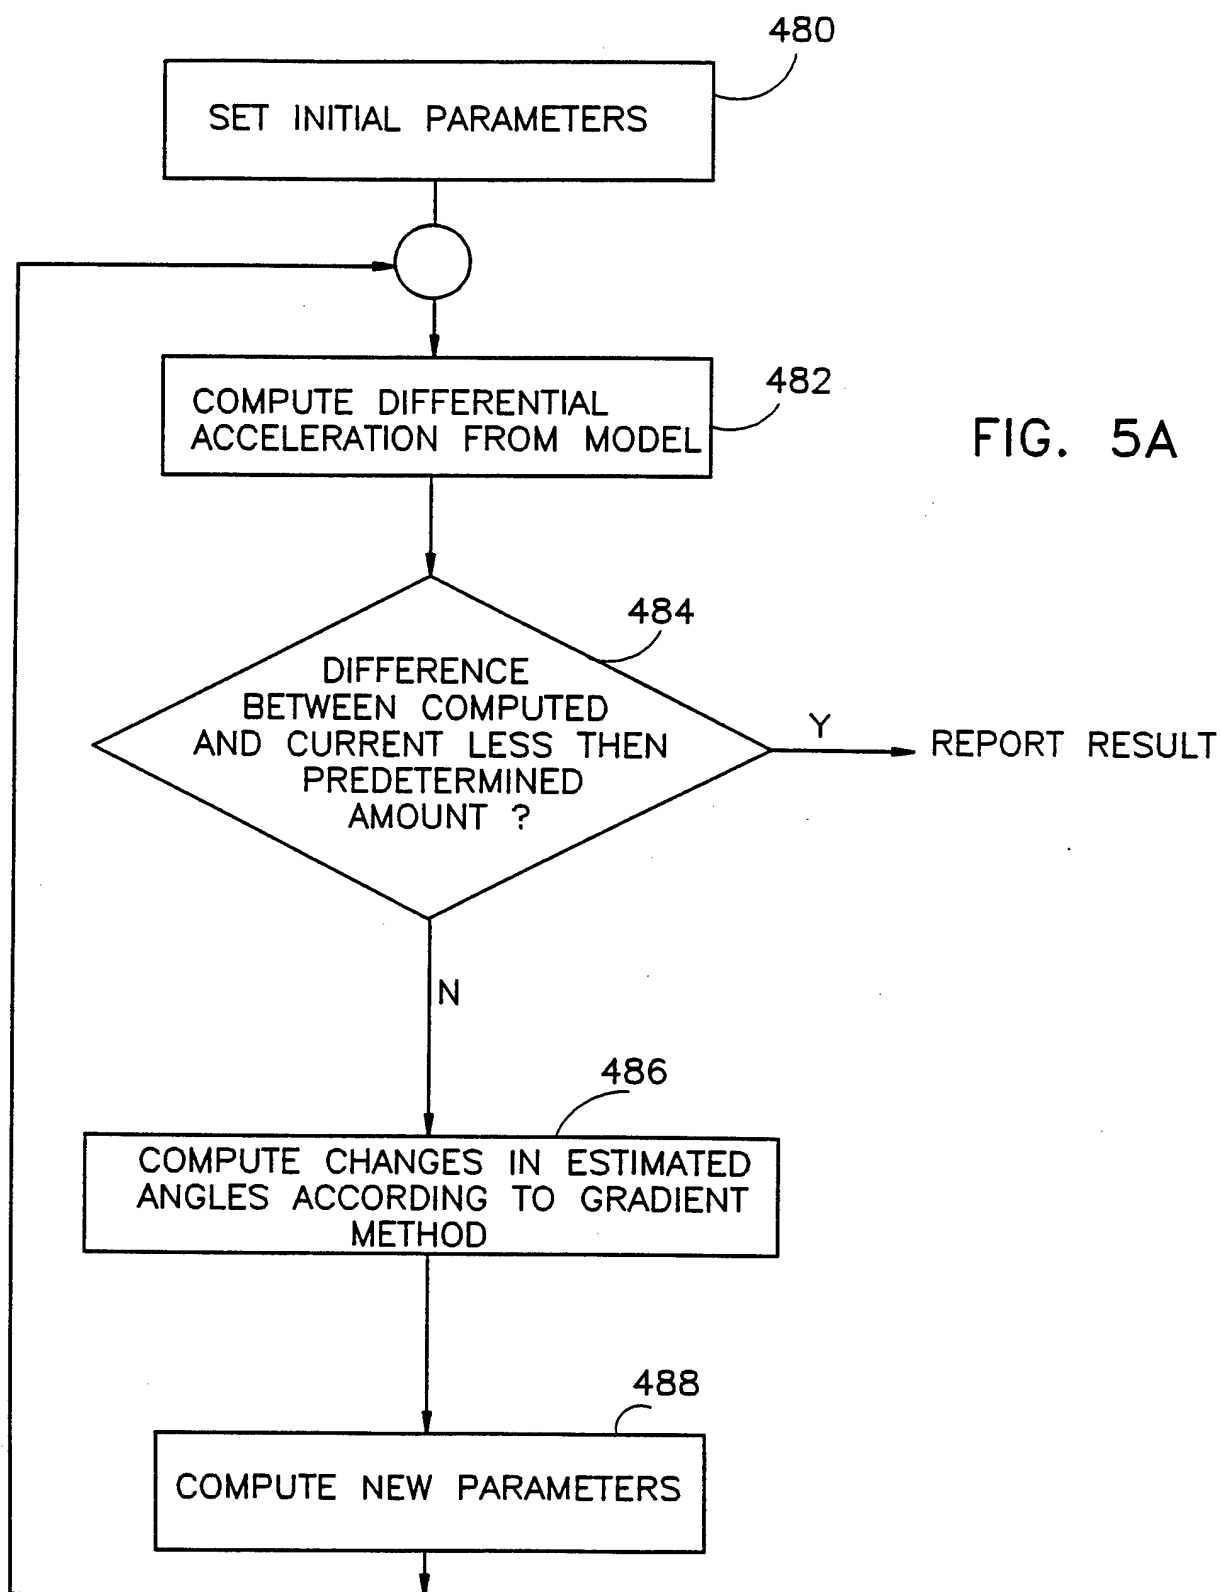 480
SET INITIAL PARAMETERS
482
COMPUTE DIFFERENTIAL
ACCELERATION FROM MODEL
FIG. 5A
484
DIFFERENCE
BETWEEN COMPUTED
AND CURRENT LESS THEN
PREDETERMINED
AMOUNT ?
Y
REPORT RESULT
N
486
COMPUTE CHANGES IN ESTIMATED
ANGLES ACCORDING TO GRADIENT
METHOD
488
COMPUTE NEW PARAMETERS